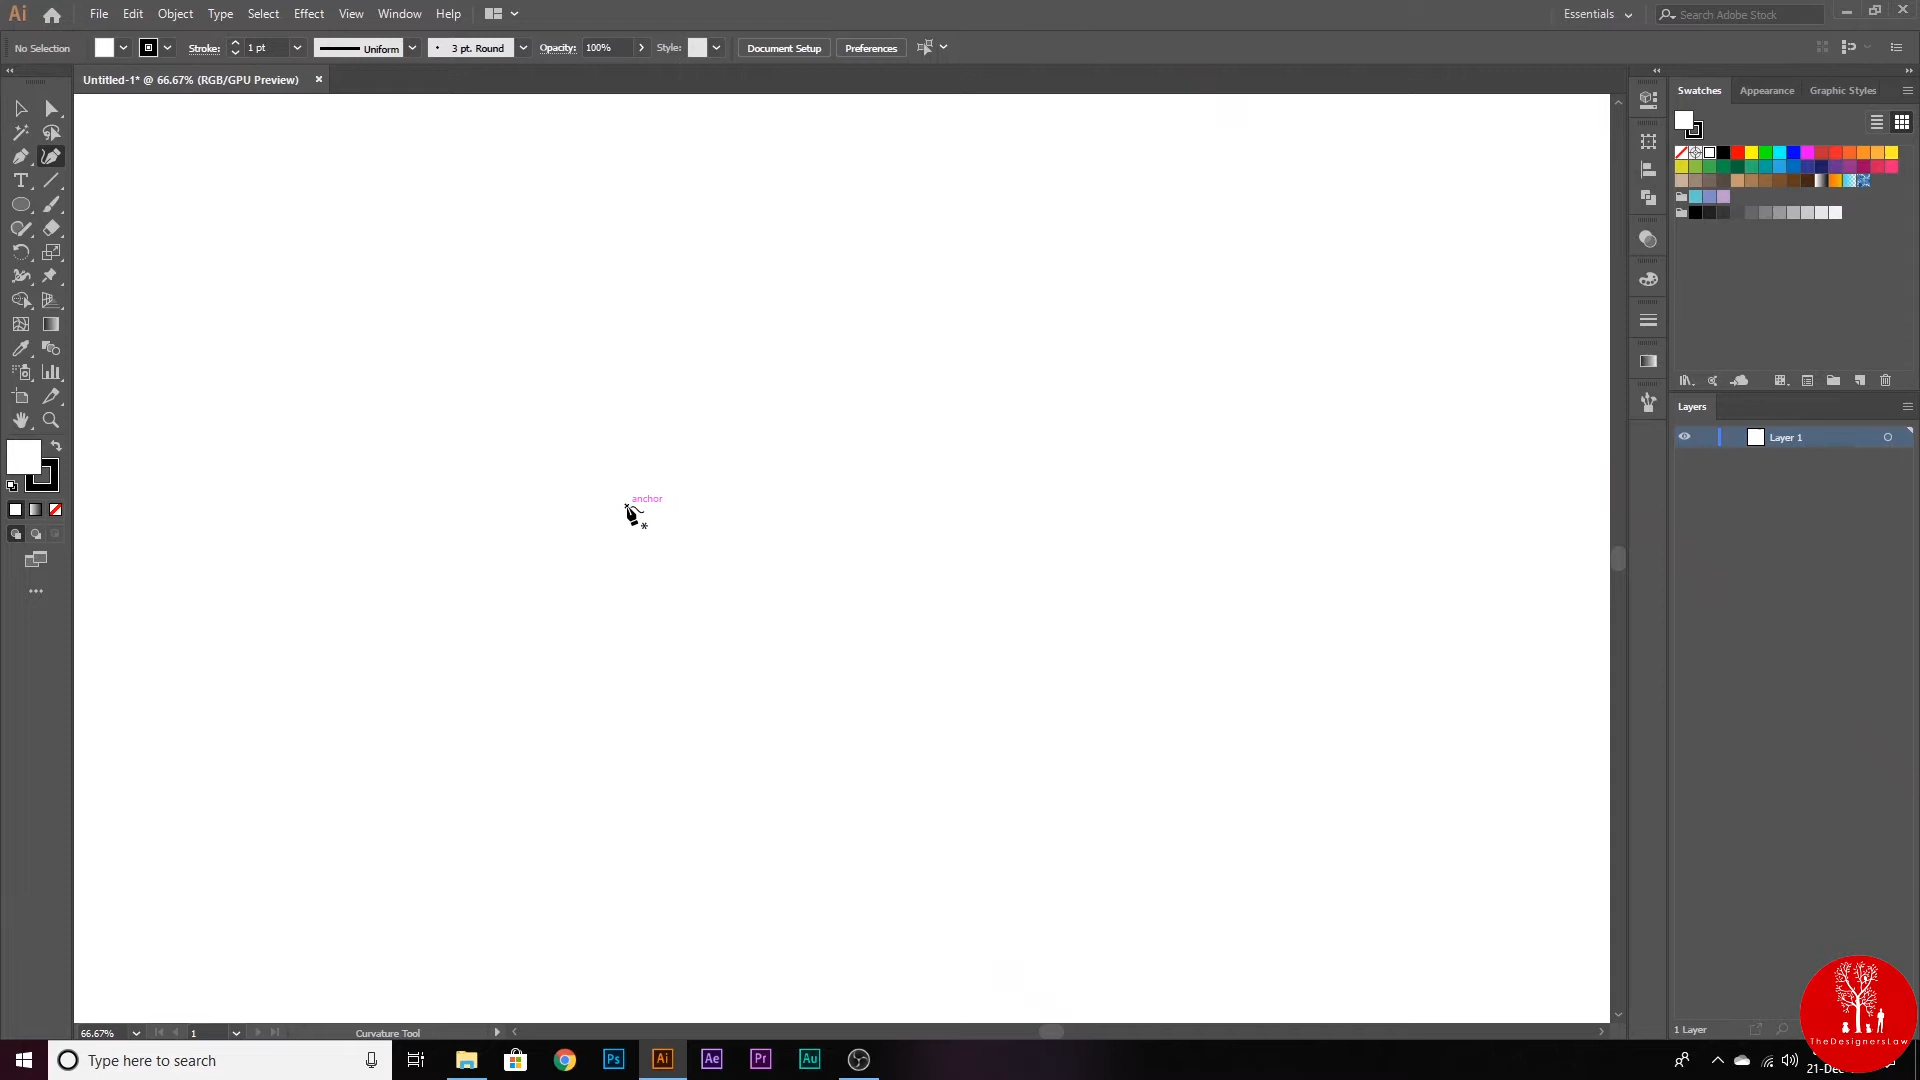 Ai File Edit Object Type Select Effect View Window Help Essentials Search Adobe Stock
No Selection Stroke: 1 pt Uniform 3 pt. Round Opacity: 100% Style: Document Setup Preferences
Untitled-1* @ 66.67% (RGB/GPU Preview)
Swatches Appearance Graphic Styles
Layers
Layer 1
anchor
66.67% 1 Curvature Tool
1 Layer
TheDesignersLaw
Type here to search
Ps Ai Ae Pr Au
21-Dec